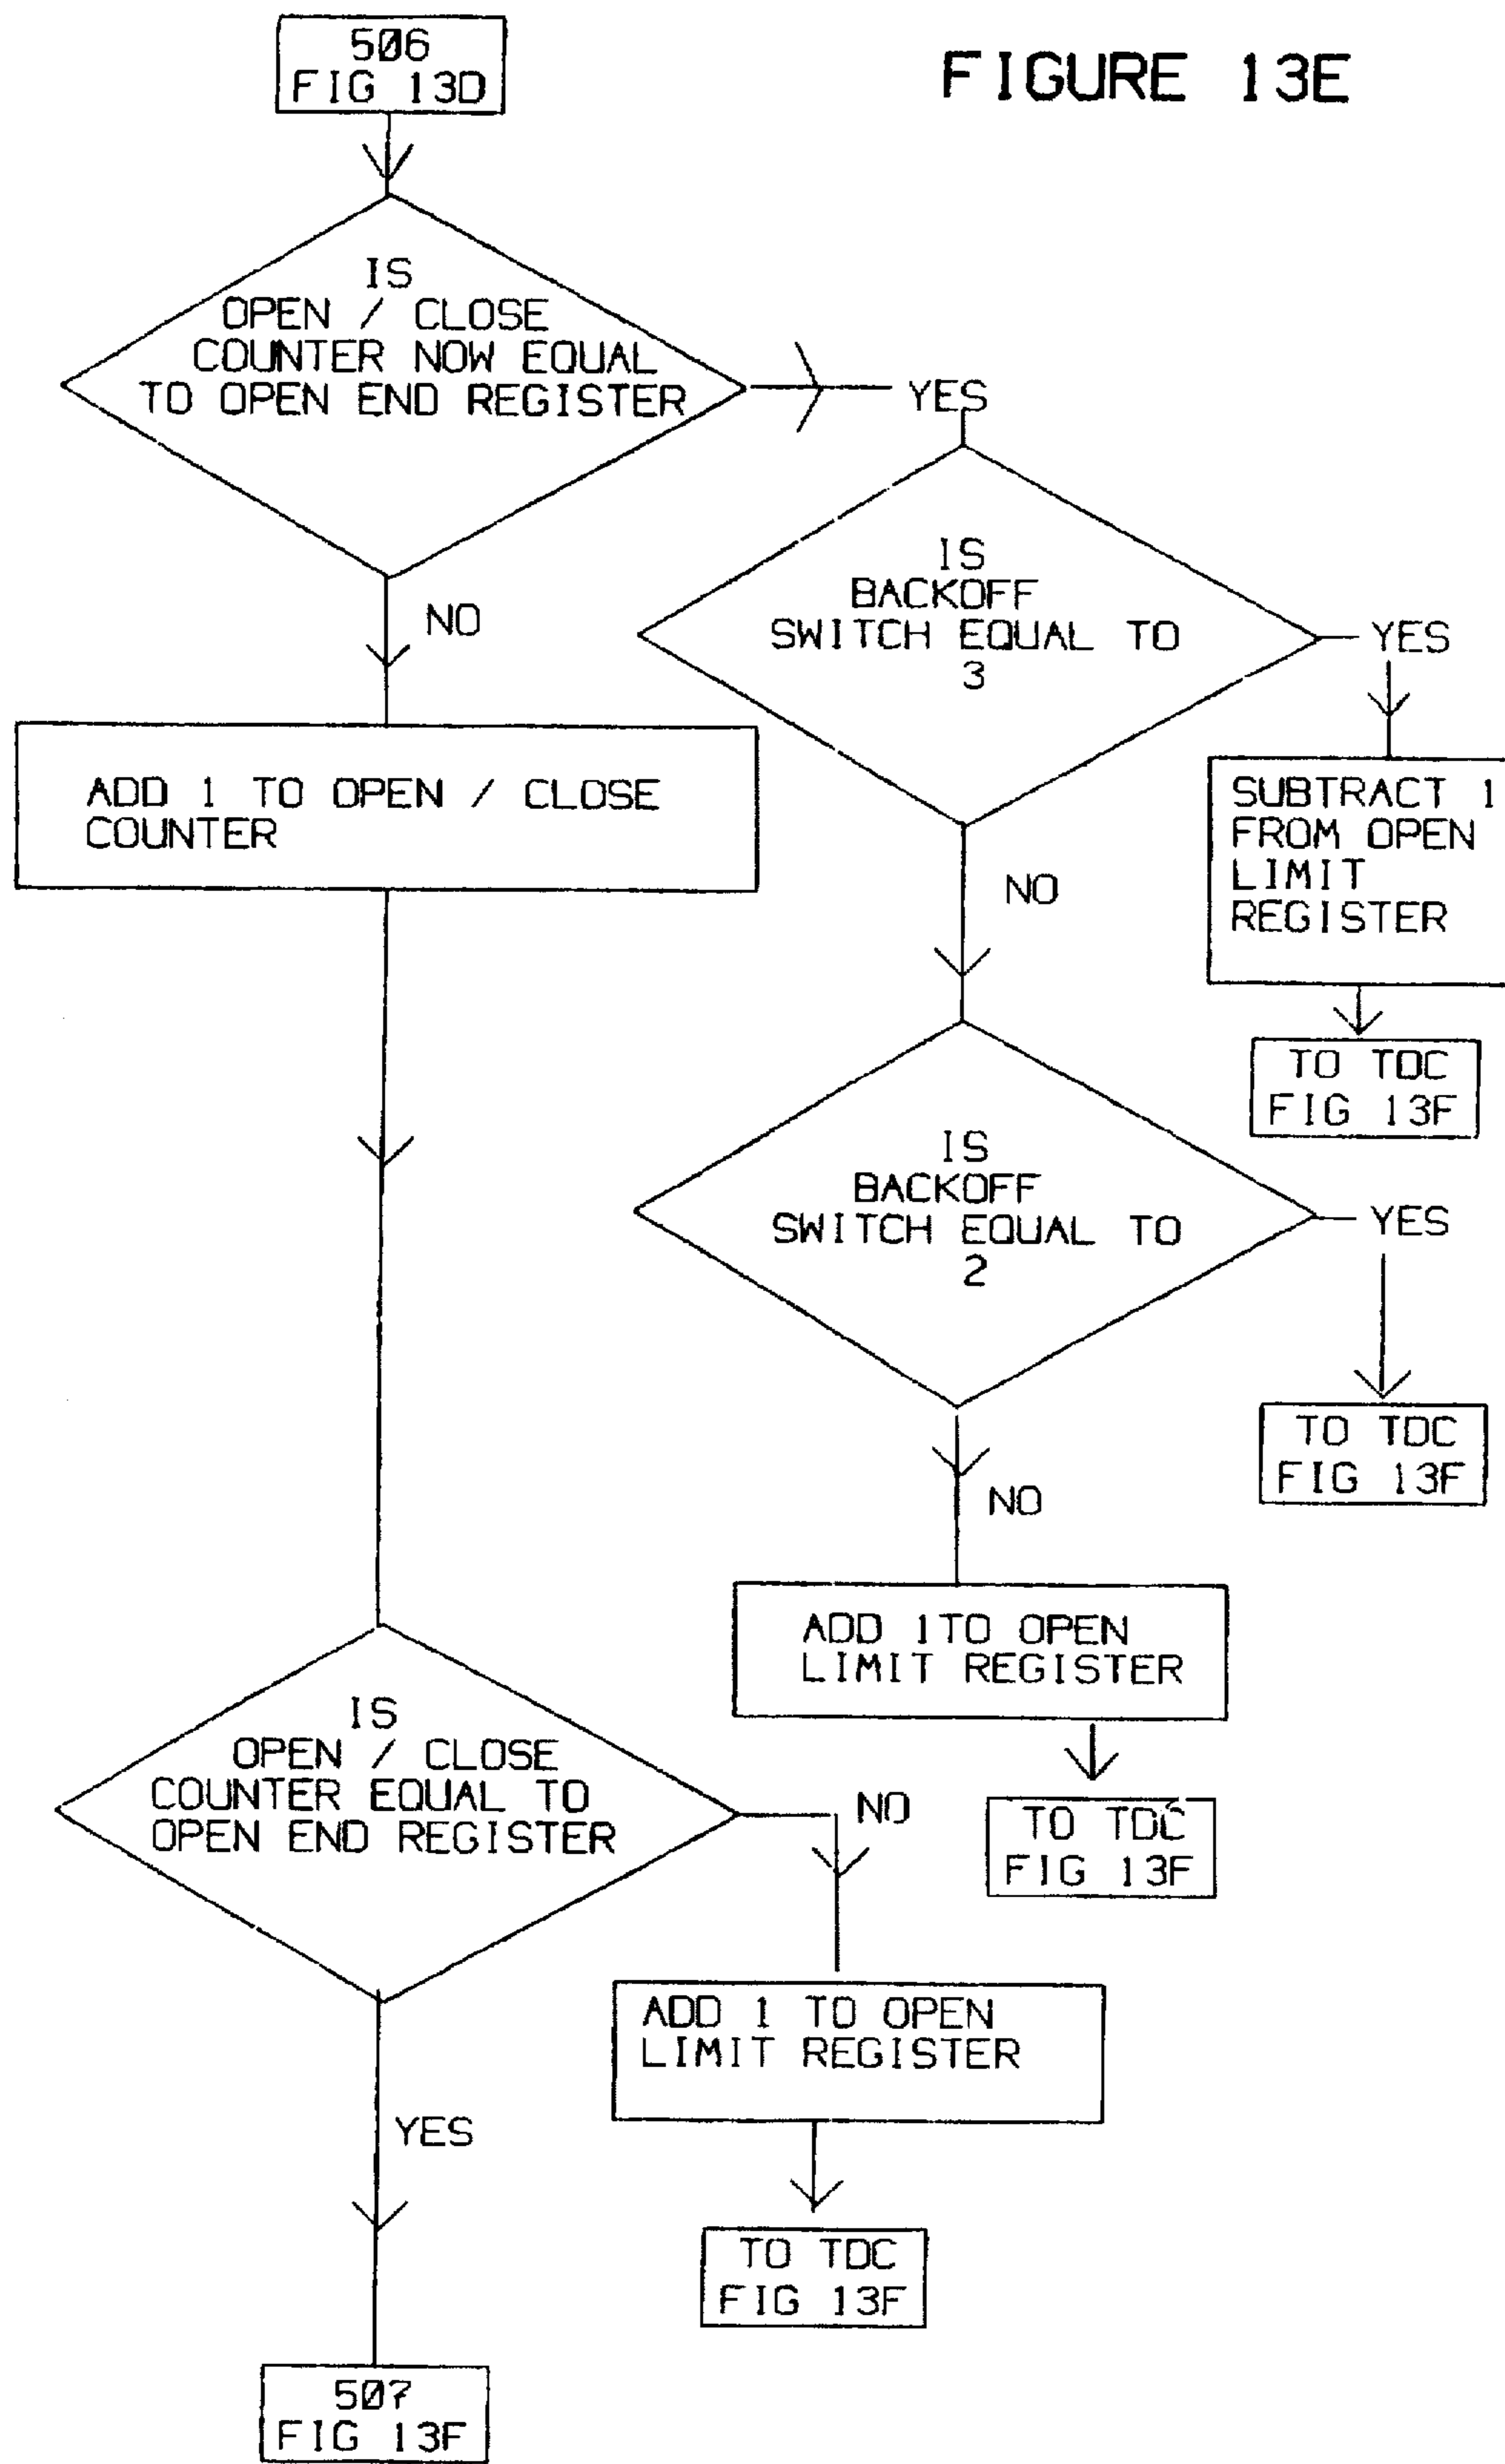 FIGURE 13E
506
FIG 13D
IS
OPEN / CLOSE
COUNTER NOW EQUAL
TO OPEN END REGISTER
YES
NO
IS
BACKOFF
SWITCH EQUAL TO
3
YES
ADD 1 TO OPEN / CLOSE
COUNTER
SUBTRACT 1
FROM OPEN
LIMIT
REGISTER
NO
TO TDC
FIG 13F
IS
BACKOFF
SWITCH EQUAL TO
2
YES
TO TDC
FIG 13F
NO
ADD 1TO OPEN
LIMIT REGISTER
TO TDC
FIG 13F
IS
OPEN / CLOSE
COUNTER EQUAL TO
OPEN END REGISTER
NO
ADD 1 TO OPEN
LIMIT REGISTER
YES
TO TDC
FIG 13F
507
FIG 13F